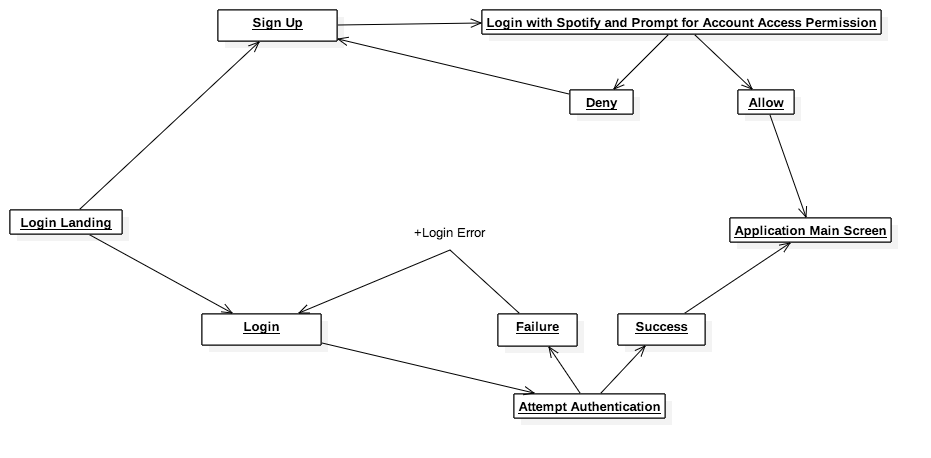 Sign Up
Login with Spotify and Prompt for Account Access Permission
Deny
Allow
Login Landing
+Login Error
Application Main Screen
Login
Failure
Success
Attempt Authentication